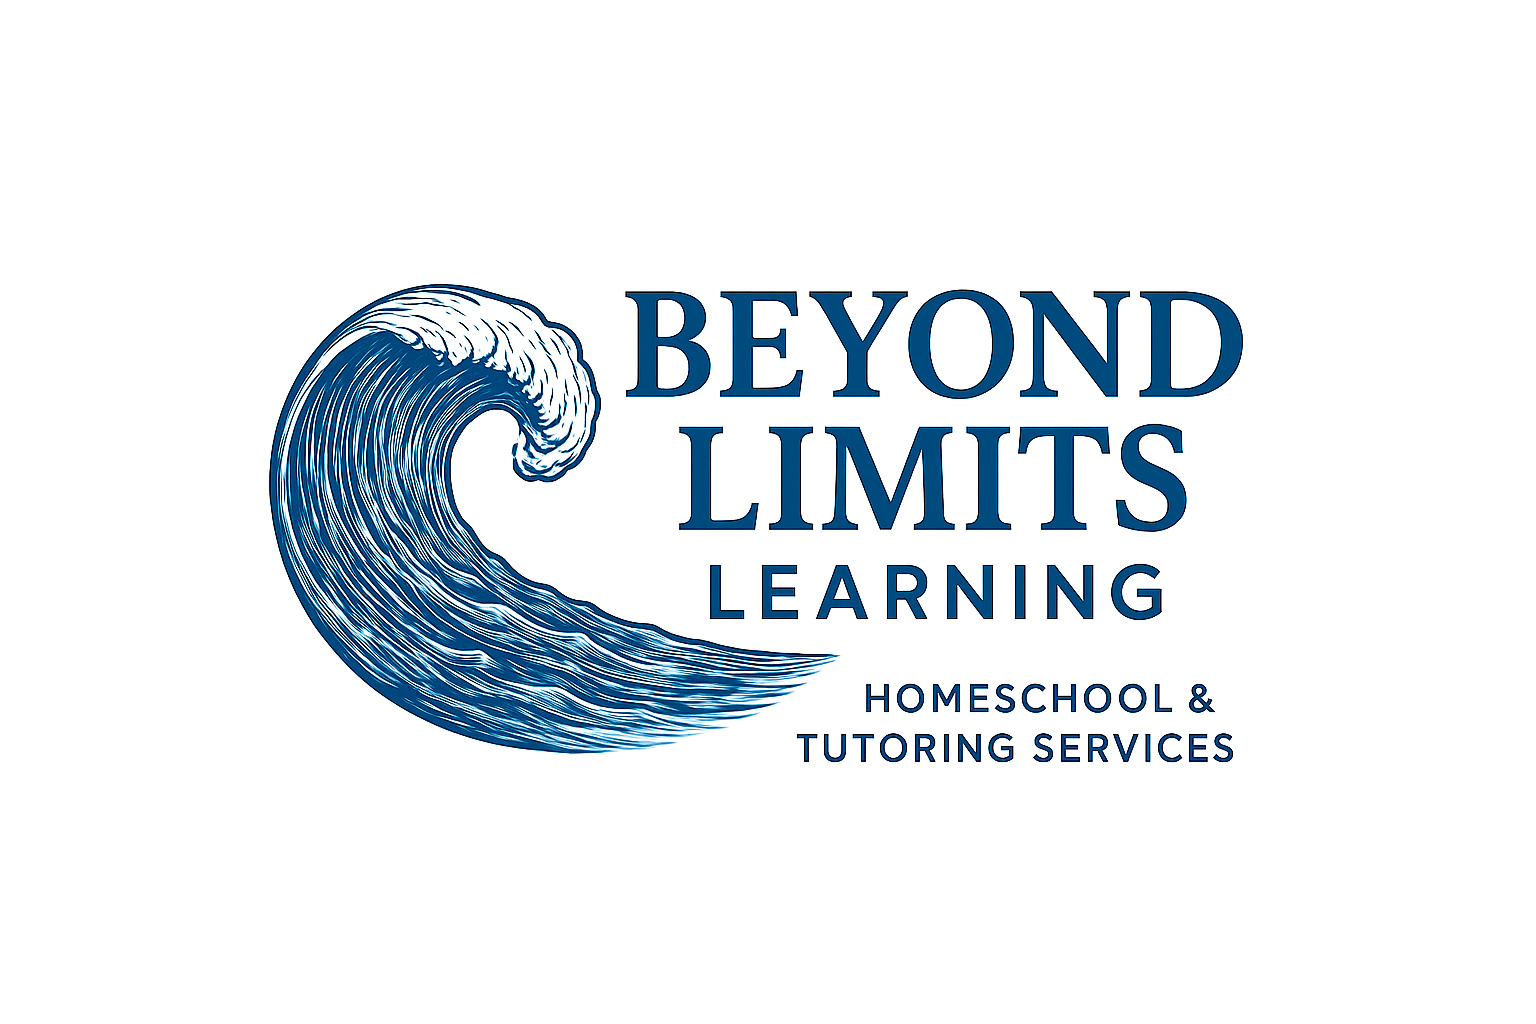 BEYOND
LIMITS
LEARNING
HOMESCHOOL &
TUTORING SERVICES